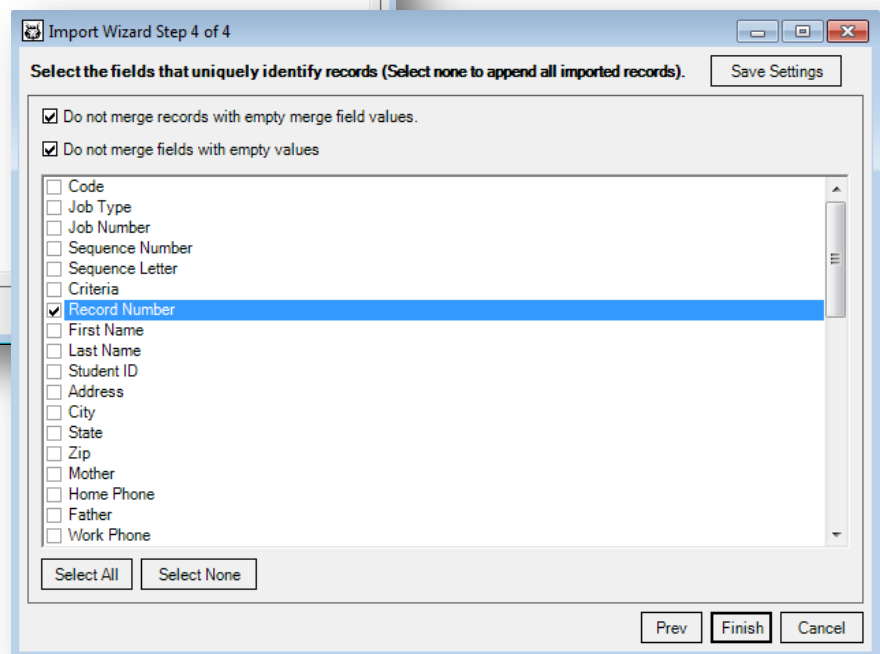 Import Wizard Step 4 of 4
Select the fields that uniquely identify records (Select none to append all imported records).
Save Settings
Do not merge records with empty merge field values.
Do not merge fields with empty values
Code
Job Type
Job Number
Sequence Number
Sequence Letter
Criteria
Record Number
First Name
Last Name
Student ID
Address
City
State
Zip
Mother
Home Phone
Father
Work Phone
Select All Select None
Prev Finish Cancel